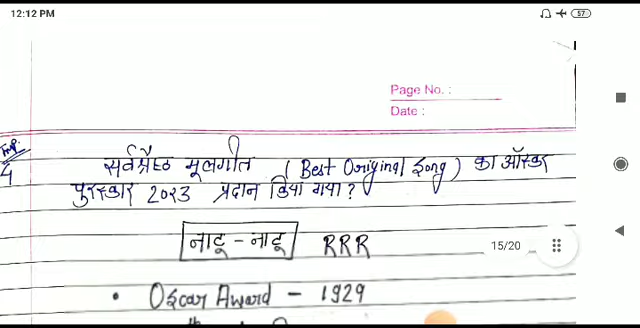 12:12 PM
57
Page No. :
Date :
Imp.
4
सर्वश्रेष्ठ मूलगीत (Best Original Song) का ऑस्कर
पुरस्कार 2023 प्रदान किया गया?
नाटू - नाटू RRR
15/20
• Oscar Award - 1929